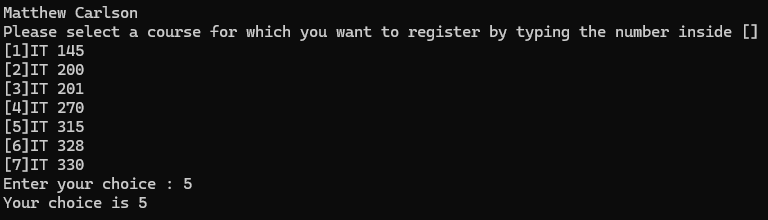 Matthew Carlson
Please select a course for which you want to register by typing the number inside []
[1]IT 145
[2]IT 200
[3]IT 201
[4]IT 270
[5]IT 315
[6]IT 328
[7]IT 330
Enter your choice : 5
Your choice is 5